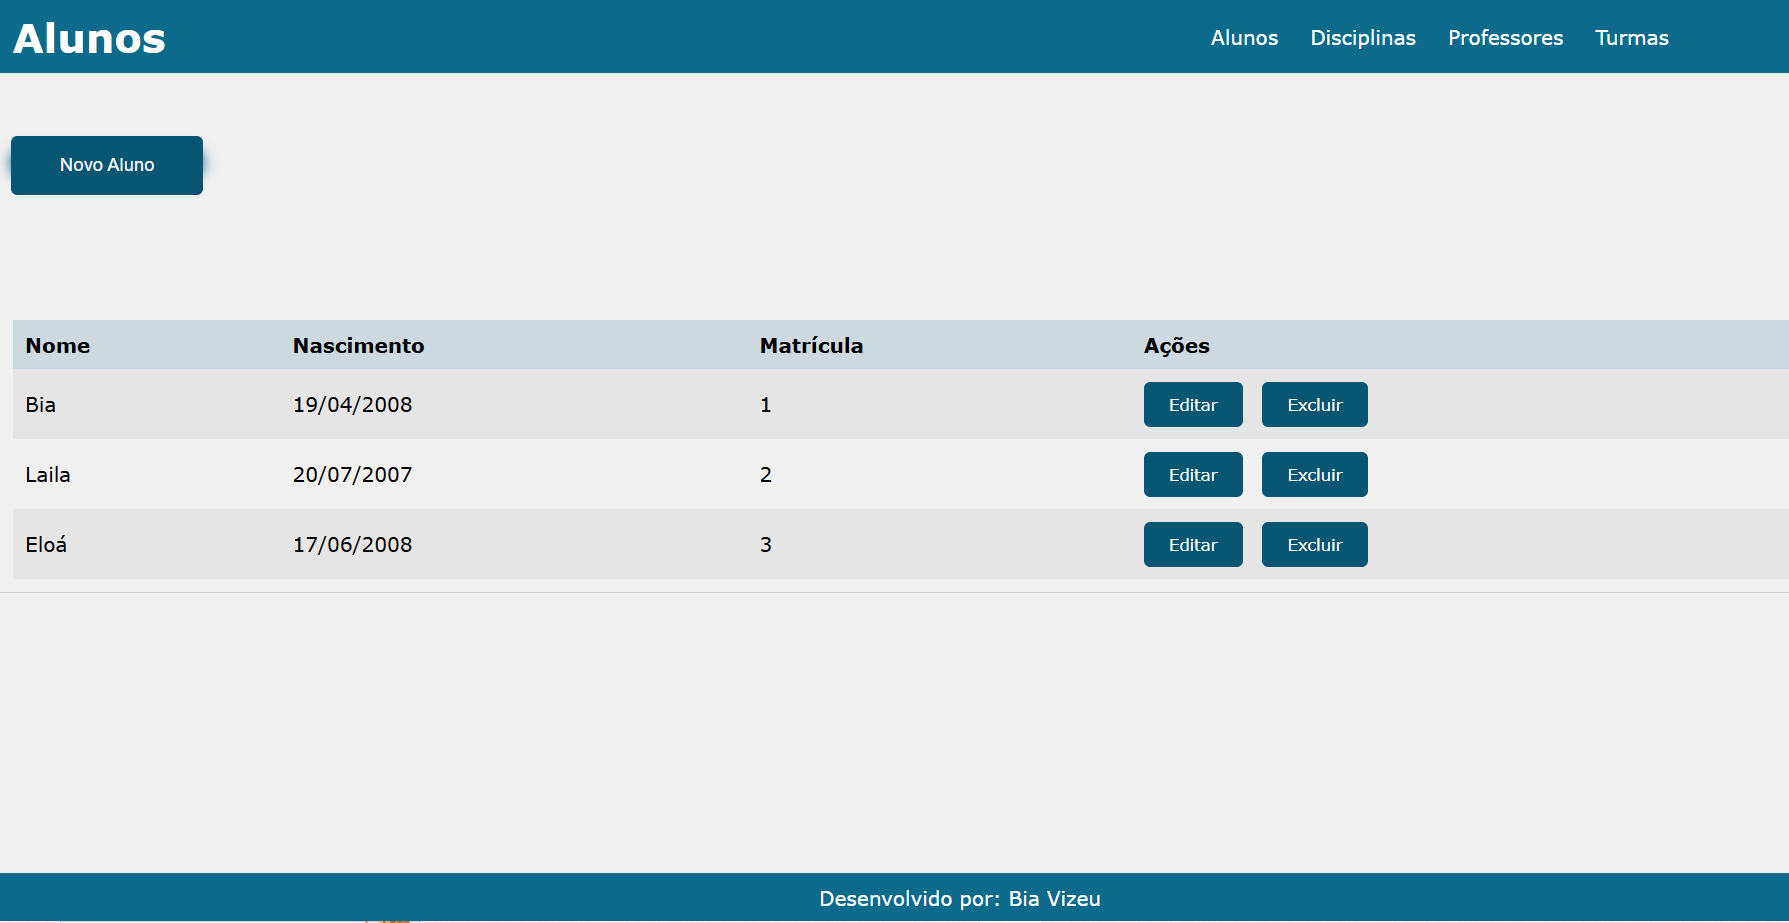 Alunos Alunos Disciplinas Professores Turmas
Novo Aluno
Nome Nascimento Matrícula Ações
Bia 19/04/2008 1 Editar Excluir
Laila 20/07/2007 2 Editar Excluir
Eloá 17/06/2008 3 Editar Excluir
Desenvolvido por: Bia Vizeu